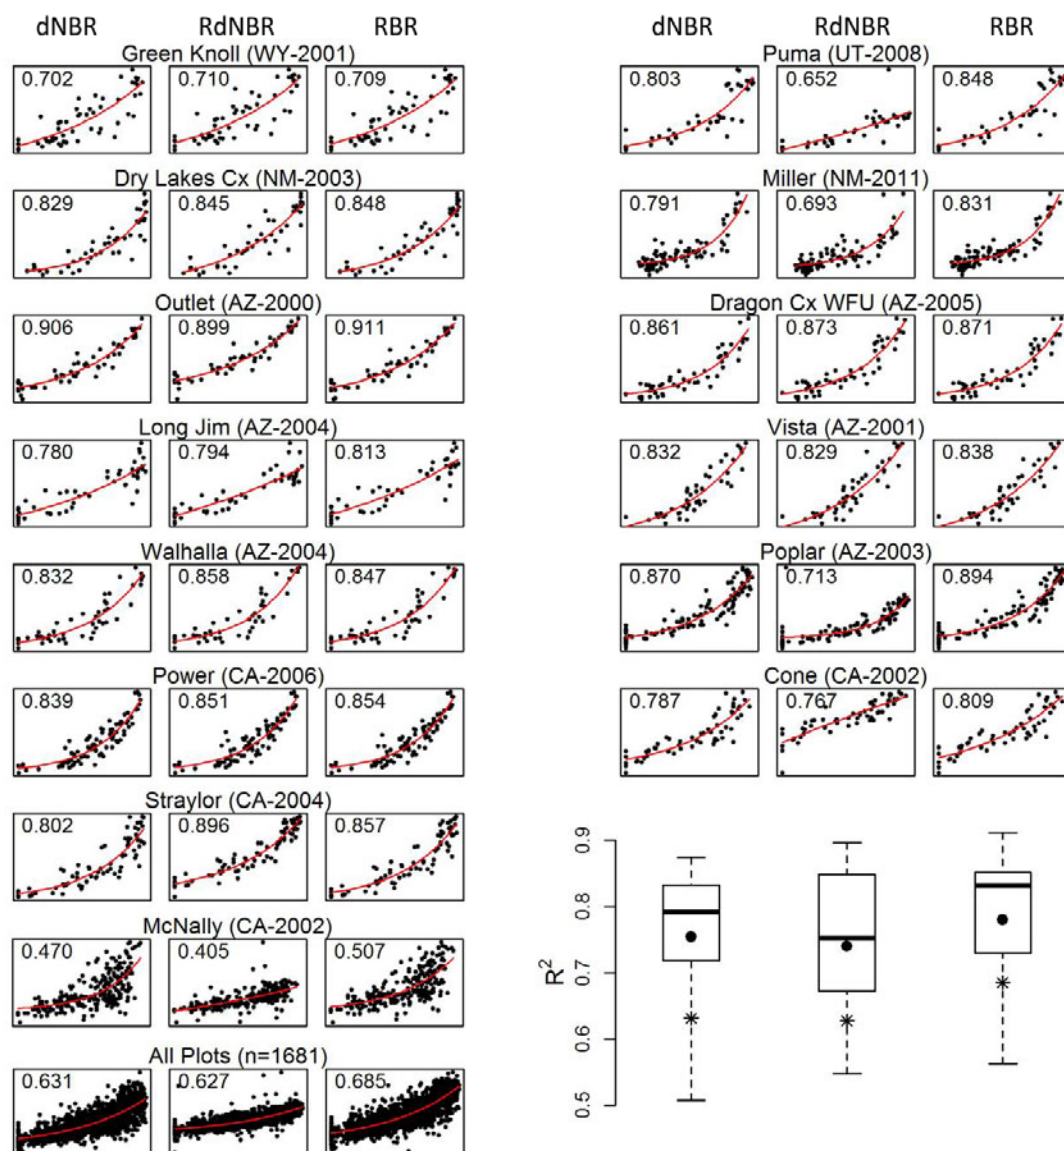 dNBR RdNBR RBR
Green Knoll (WY-2001)
0.702 0.710 0.709
Dry Lakes Cx (NM-2003)
0.829 0.845 0.848
Outlet (AZ-2000)
0.906 0.899 0.911
Long Jim (AZ-2004)
0.780 0.794 0.813
Walhalla (AZ-2004)
0.832 0.858 0.847
Power (CA-2006)
0.839 0.851 0.854
Straylor (CA-2004)
0.802 0.896 0.857
McNally (CA-2002)
0.470 0.405 0.507
All Plots (n=1681)
0.631 0.627 0.685
dNBR RdNBR RBR
Puma (UT-2008)
0.803 0.652 0.848
Miller (NM-2011)
0.791 0.693 0.831
Dragon Cx WFU (AZ-2005)
0.861 0.873 0.871
Vista (AZ-2001)
0.832 0.829 0.838
Poplar (AZ-2003)
0.870 0.713 0.894
Cone (CA-2002)
0.787 0.767 0.809
R²
0.9
0.8
0.7
0.6
0.5